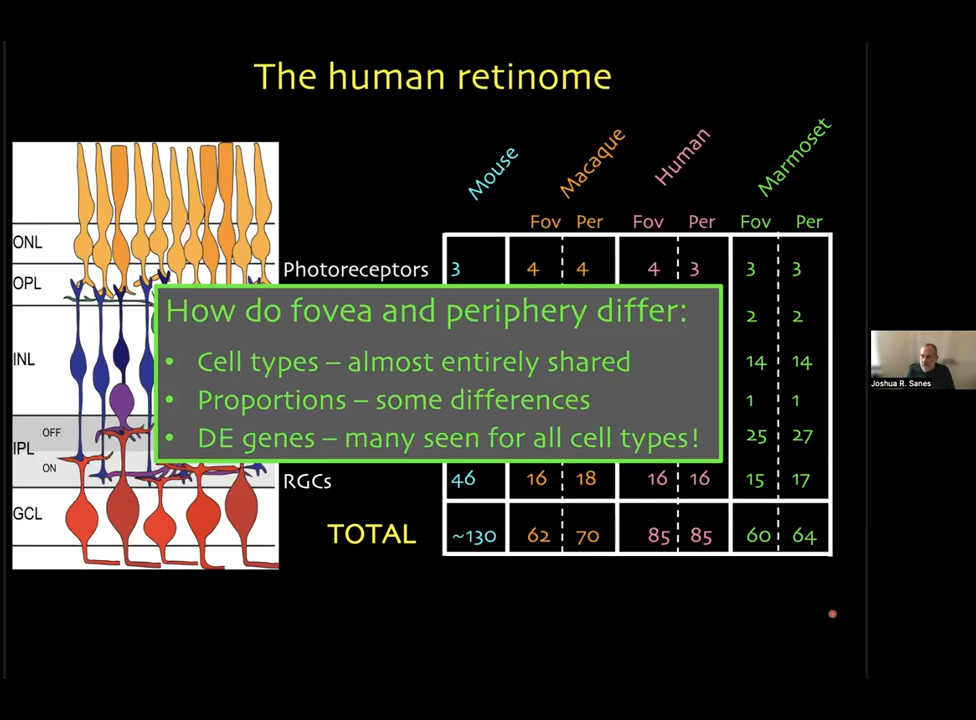 The human retinome
Mouse
Macaque
Human
Marmoset
Fov Per Fov Per Fov Per
ONL
OPL
INL
OFF
IPL
ON
GCL
Photoreceptors 3 4 4 4 3 3 3
2 2
14 14
1 1
25 27
How do fovea and periphery differ:
• Cell types – almost entirely shared
• Proportions – some differences
• DE genes – many seen for all cell types!
RGCs 46 16 18 16 16 15 17
TOTAL ~130 62 70 85 85 60 64
Joshua R. Sanes